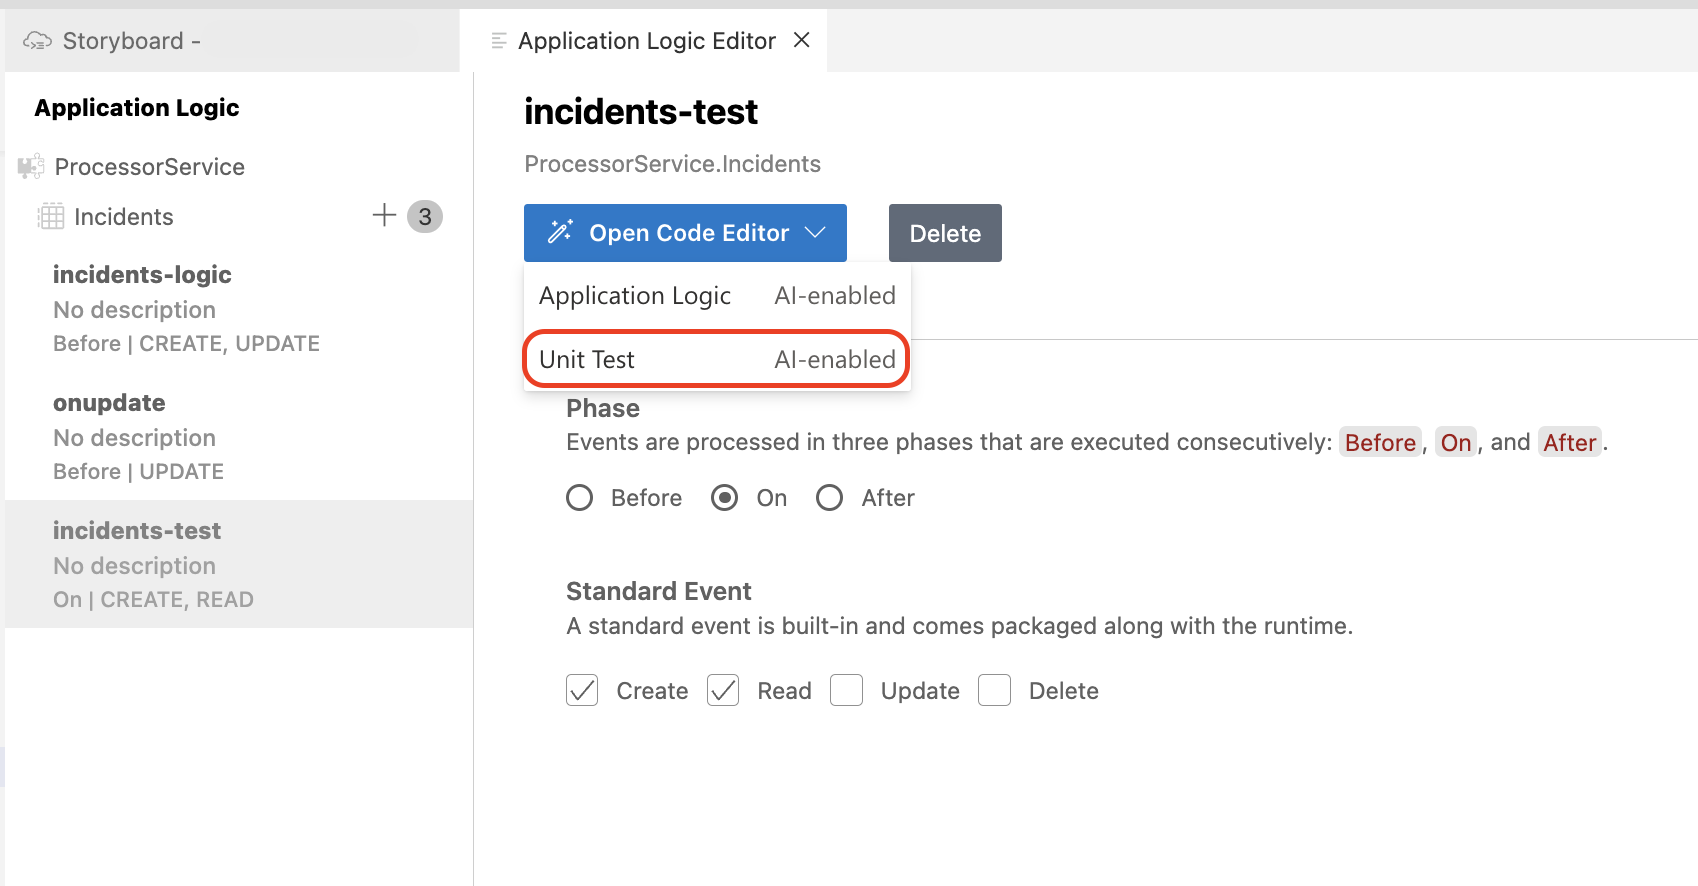 Storyboard -
Application Logic Editor
Application Logic
ProcessorService
Incidents
3
incidents-logic
No description
Before | CREATE, UPDATE
onupdate
No description
Before | UPDATE
incidents-test
No description
On | CREATE, READ
incidents-test
ProcessorService.Incidents
Open Code Editor
Delete
Application Logic AI-enabled
Unit Test AI-enabled
Phase
Events are processed in three phases that are executed consecutively: Before, On, and After.
Before On After
Standard Event
A standard event is built-in and comes packaged along with the runtime.
Create Read Update Delete